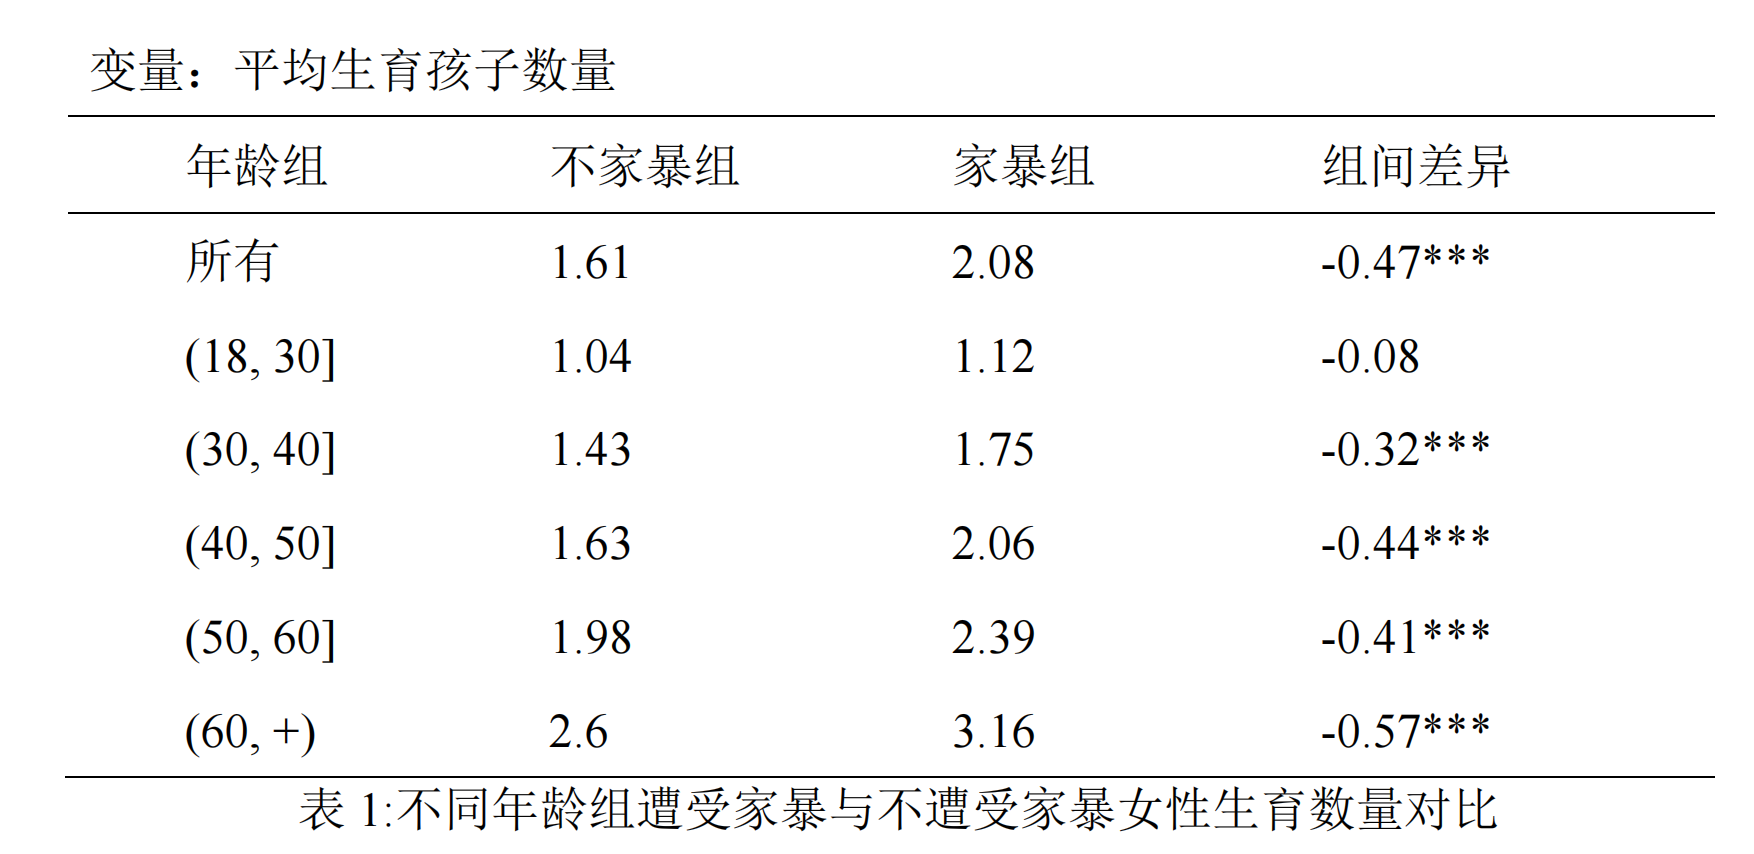 变量：平均生育孩子数量
年龄组 不家暴组 家暴组 组间差异
所有 1.61 2.08 -0.47***
(18, 30] 1.04 1.12 -0.08
(30, 40] 1.43 1.75 -0.32***
(40, 50] 1.63 2.06 -0.44***
(50, 60] 1.98 2.39 -0.41***
(60, +) 2.6 3.16 -0.57***
表 1:不同年龄组遭受家暴与不遭受家暴女性生育数量对比